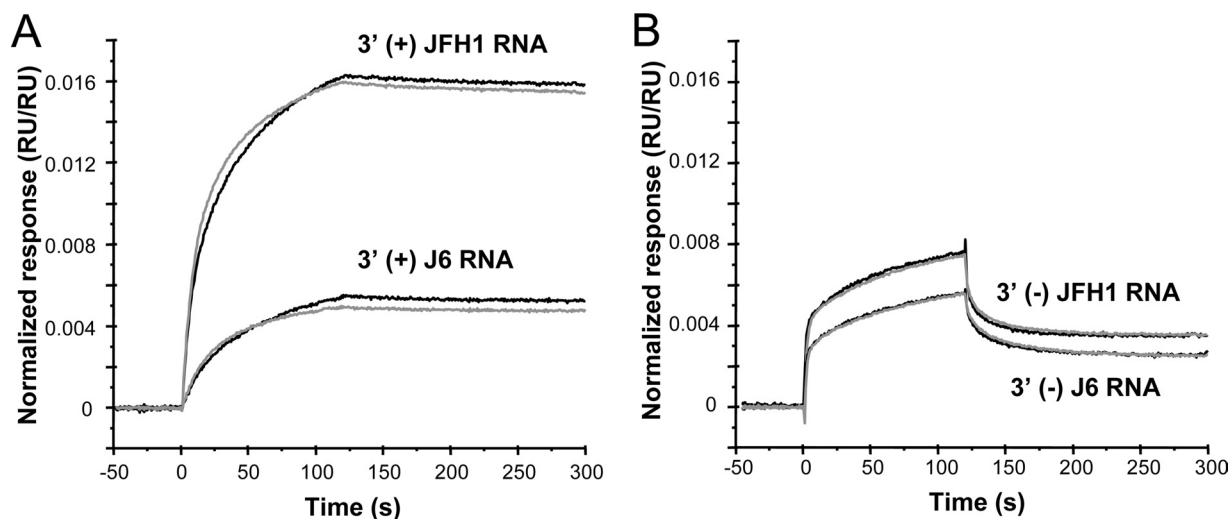 A
3’ (+) JFH1 RNA
3’ (+) J6 RNA
Normalized response (RU/RU)
0.016
0.012
0.008
0.004
0
-50 0 50 100 150 200 250 300
Time (s)
B
3’ (-) JFH1 RNA
3’ (-) J6 RNA
Normalized response (RU/RU)
0.016
0.012
0.008
0.004
0
-50 0 50 100 150 200 250 300
Time (s)